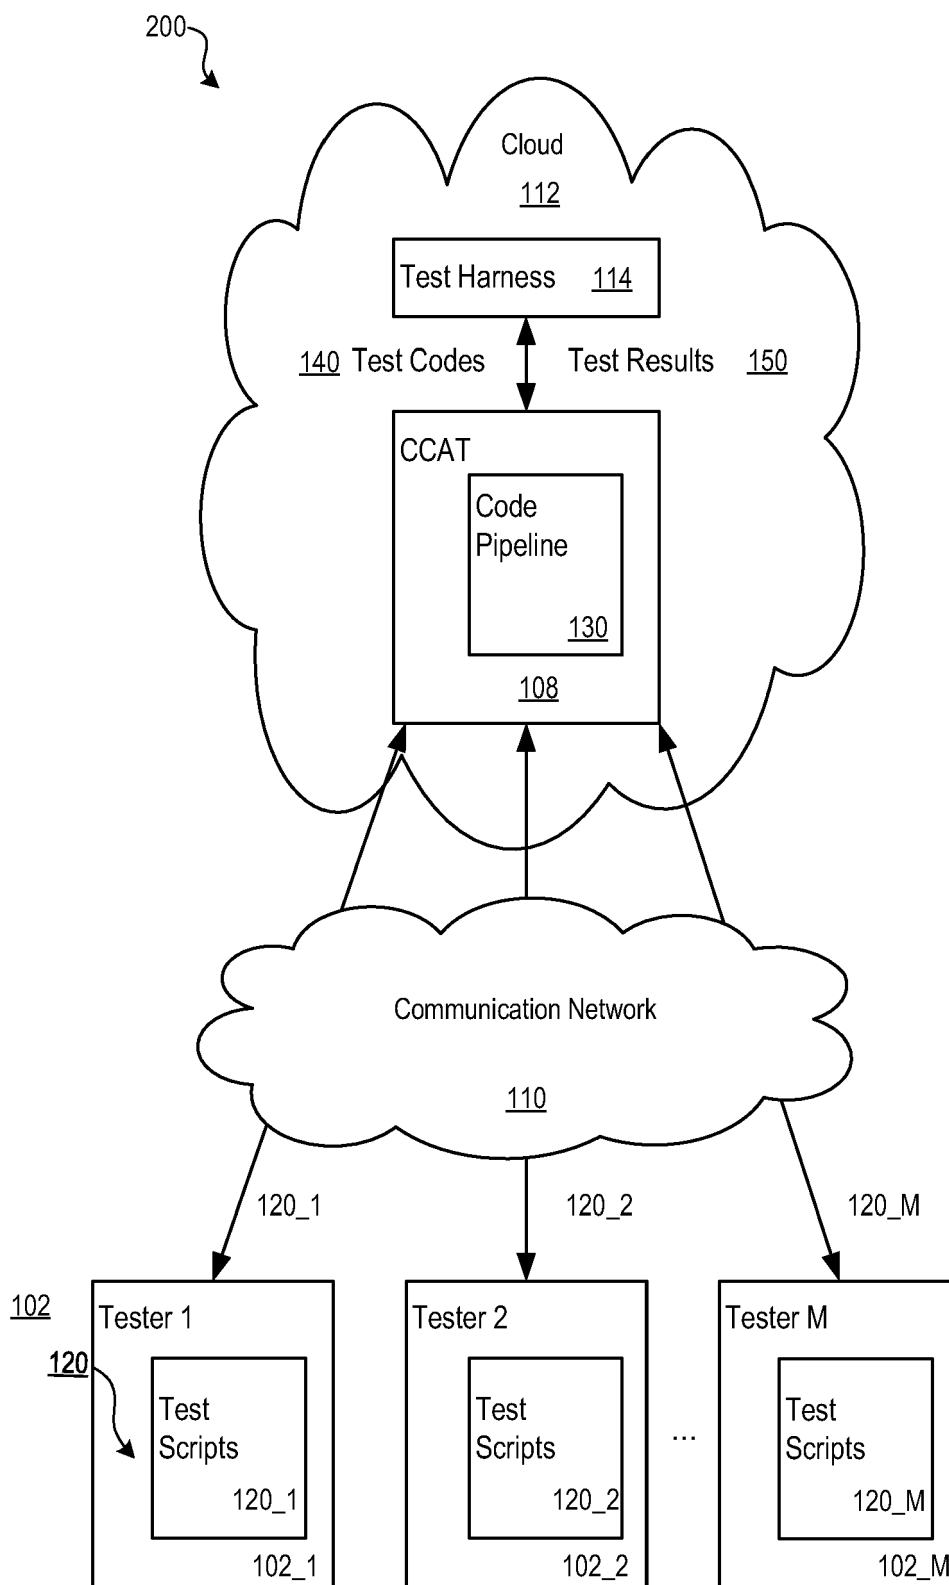 200
Cloud
112
Test Harness 114
140 Test Codes Test Results 150
CCAT
Code
Pipeline
130
108
Communication Network
110
120_1 120_2 120_M
102
Tester 1 Tester 2 Tester M
120
Test Test Test
Scripts Scripts ... Scripts
120_1 120_2 120_M
102_1 102_2 102_M